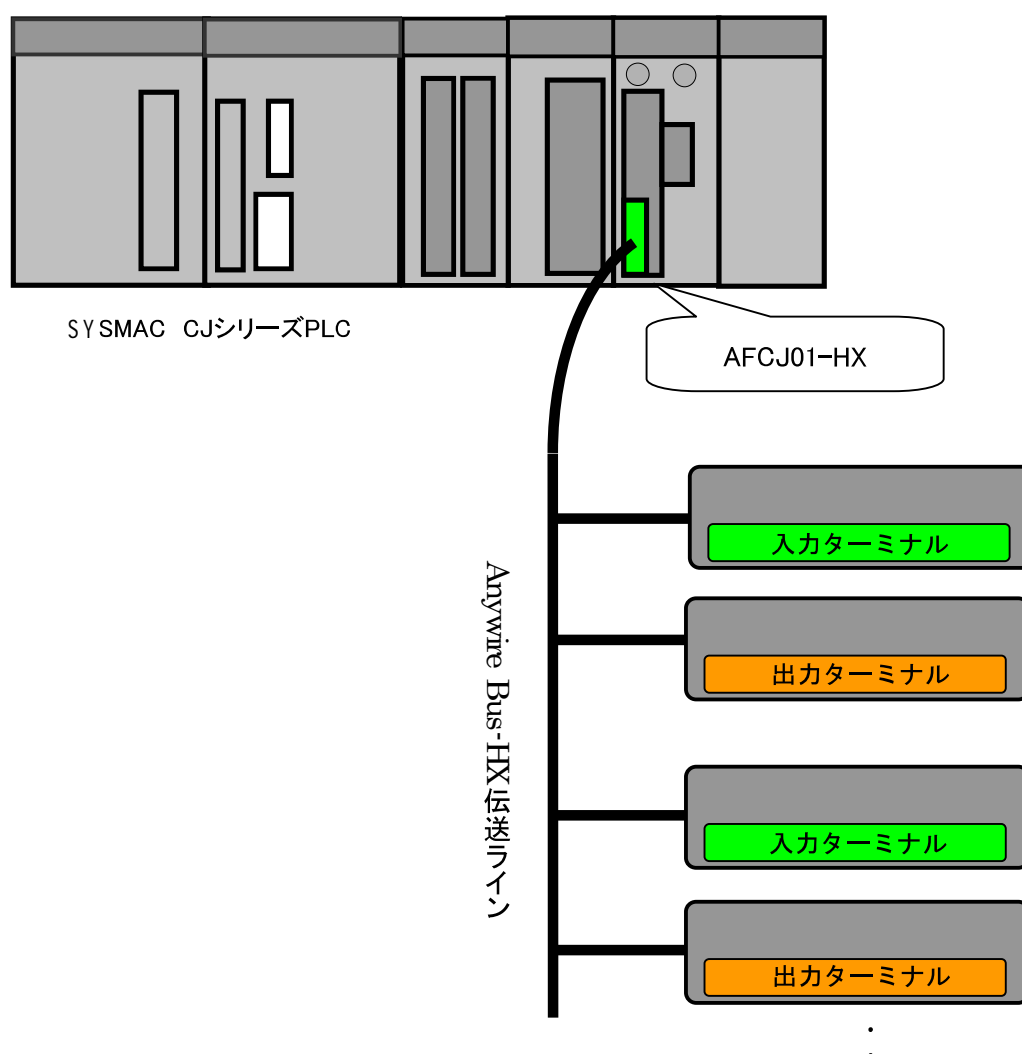 SYSMAC CJシリーズPLC
AFCJ01-HX
入力ターミナル
Anywire Bus-HX伝送ライン
出力ターミナル
入力ターミナル
出力ターミナル